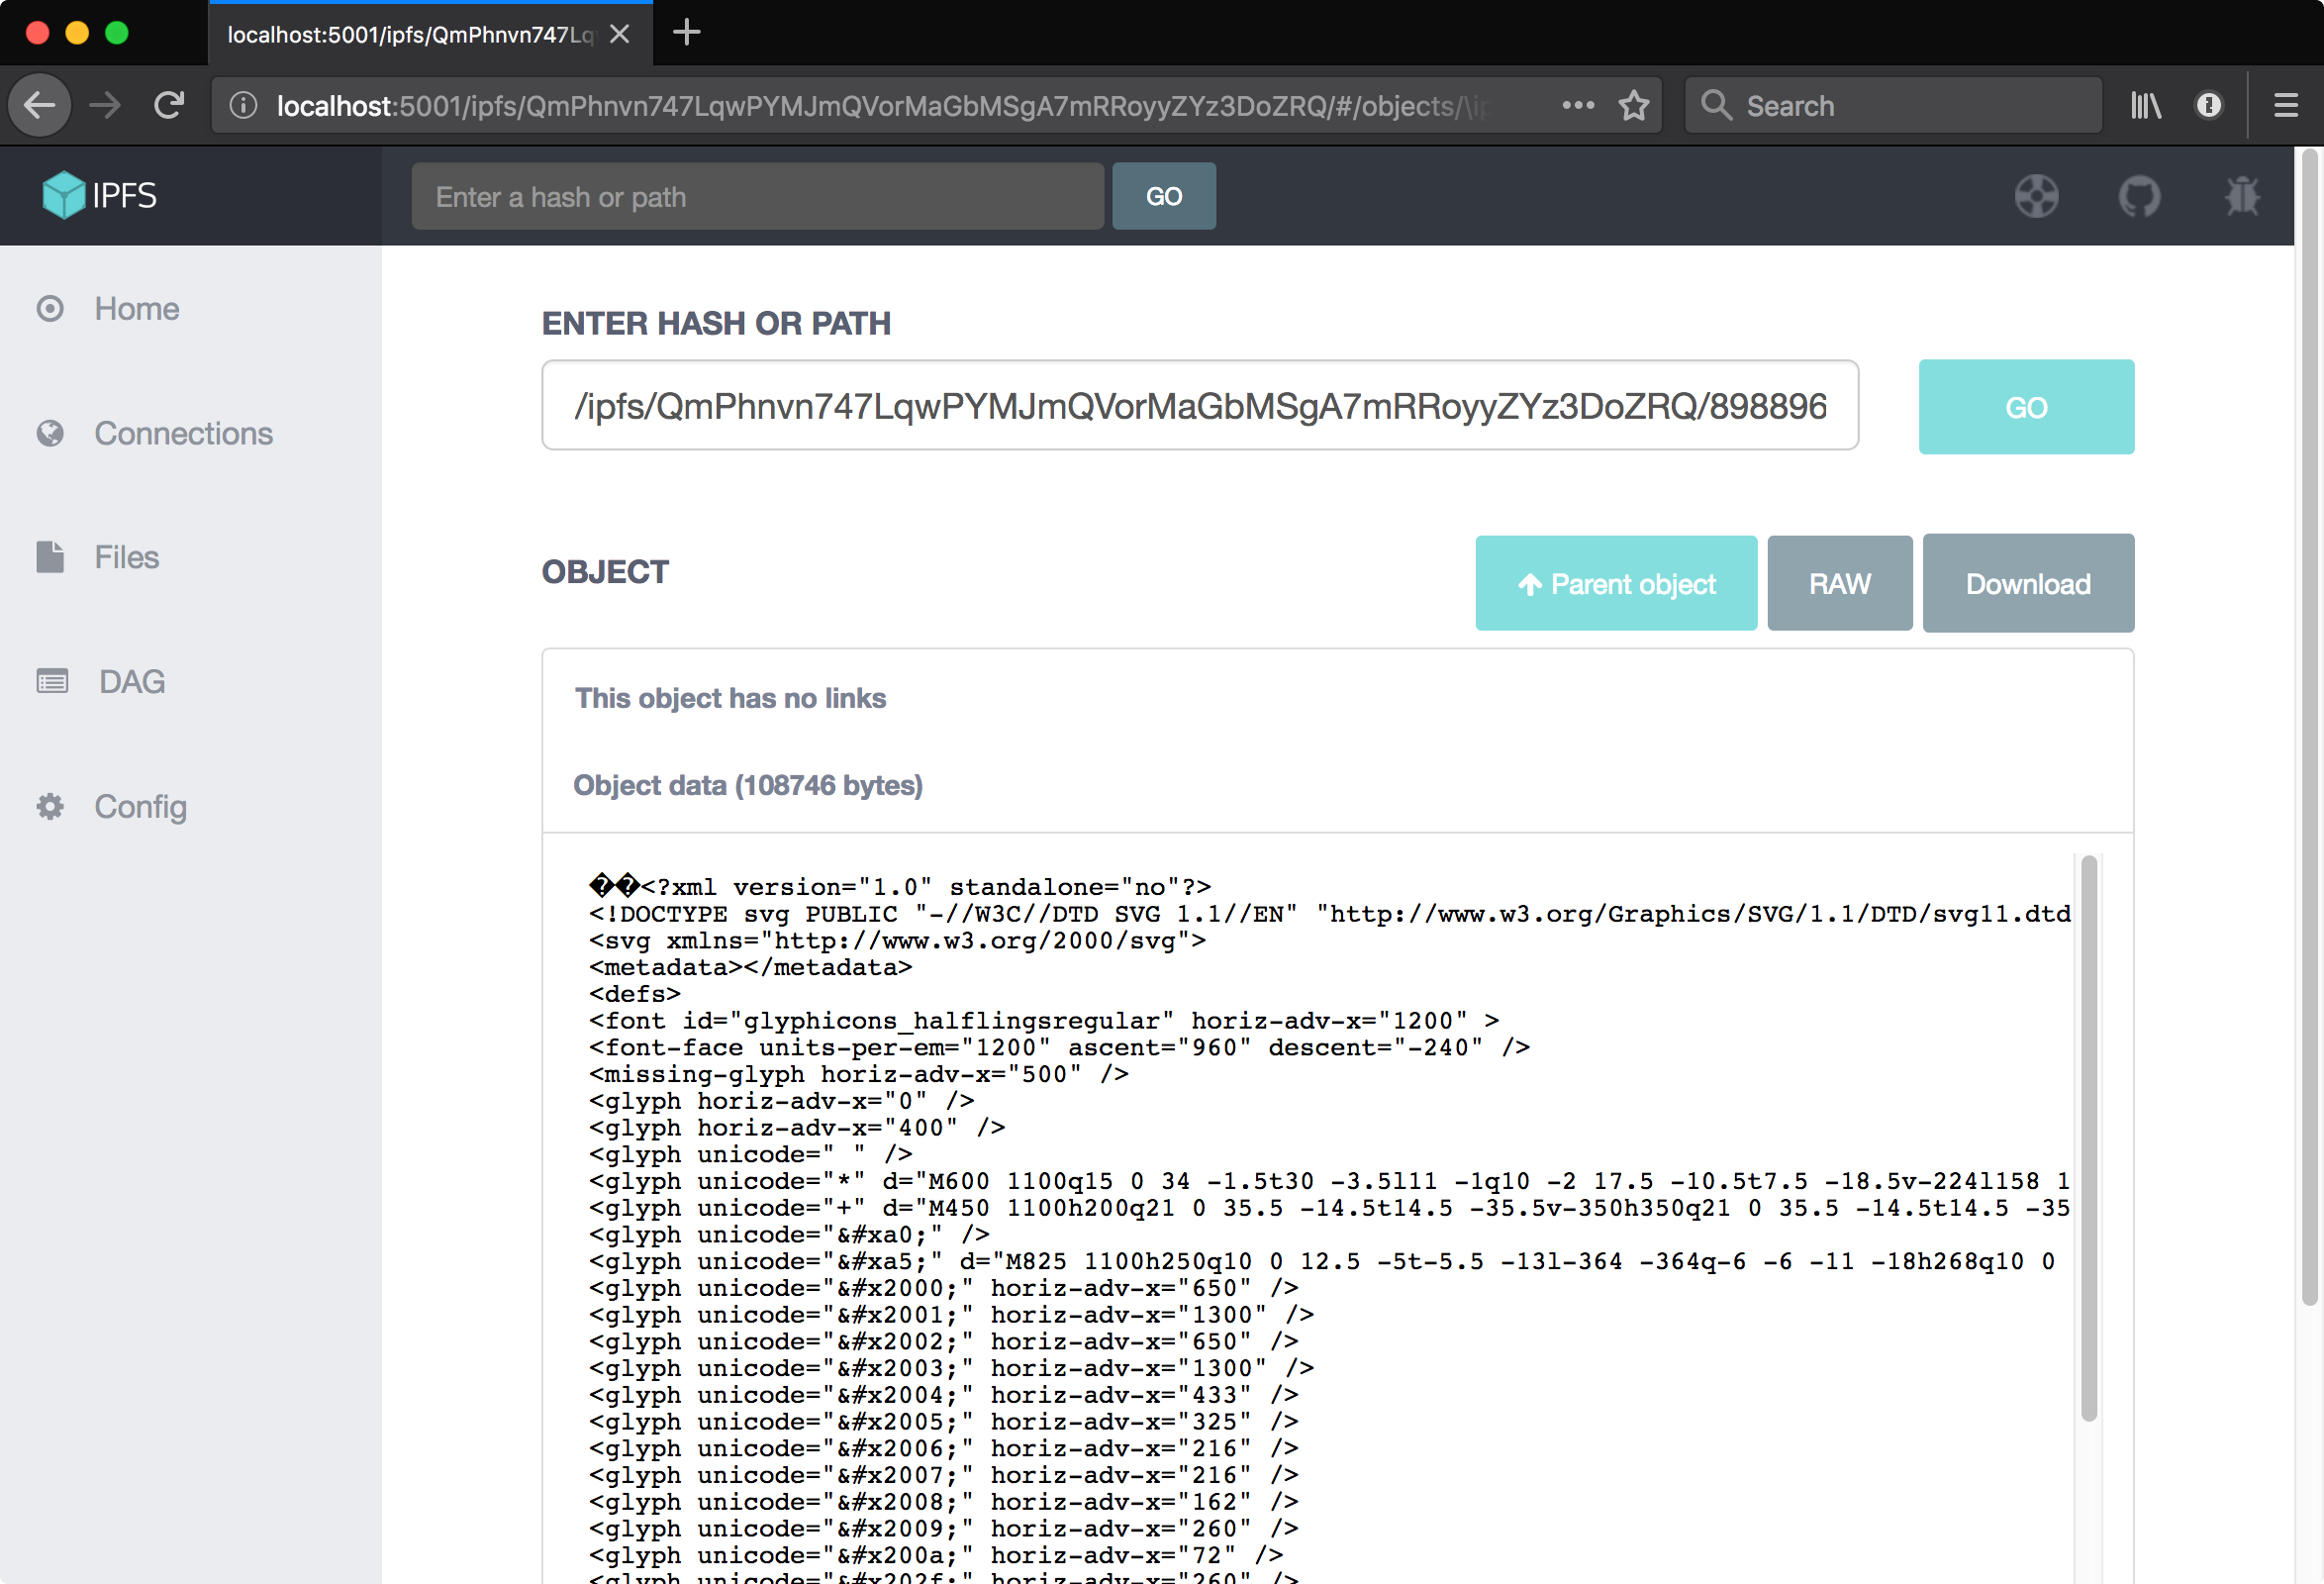 localhost:5001/ipfs/QmPhnvn747Lq
localhost:5001/ipfs/QmPhnvn747LqwPYMJmQVorMaGbMSgA7mRRoyyZYz3DoZRQ/#/objects/\ip
Search
IPFS
Enter a hash or path
GO
Home
Connections
Files
DAG
Config
ENTER HASH OR PATH
/ipfs/QmPhnvn747LqwPYMJmQVorMaGbMSgA7mRRoyyZYz3DoZRQ/898896
GO
OBJECT
Parent object
RAW
Download
This object has no links
Object data (108746 bytes)
��<?xml version="1.0" standalone="no"?>
<!DOCTYPE svg PUBLIC "-//W3C//DTD SVG 1.1//EN" "http://www.w3.org/Graphics/SVG/1.1/DTD/svg11.dtd
<svg xmlns="http://www.w3.org/2000/svg">
<metadata></metadata>
<defs>
<font id="glyphicons_halflingsregular" horiz-adv-x="1200" >
<font-face units-per-em="1200" ascent="960" descent="-240" />
<missing-glyph horiz-adv-x="500" />
<glyph horiz-adv-x="0" />
<glyph horiz-adv-x="400" />
<glyph unicode=" " />
<glyph unicode="*" d="M600 1100q15 0 34 -1.5t30 -3.5l11 -1q10 -2 17.5 -10.5t7.5 -18.5v-224l158 1
<glyph unicode="+" d="M450 1100h200q21 0 35.5 -14.5t14.5 -35.5v-350h350q21 0 35.5 -14.5t14.5 -35
<glyph unicode="&#xa0;" />
<glyph unicode="&#xa5;" d="M825 1100h250q10 0 12.5 -5t-5.5 -13l-364 -364q-6 -6 -11 -18h268q10 0
<glyph unicode="&#x2000;" horiz-adv-x="650" />
<glyph unicode="&#x2001;" horiz-adv-x="1300" />
<glyph unicode="&#x2002;" horiz-adv-x="650" />
<glyph unicode="&#x2003;" horiz-adv-x="1300" />
<glyph unicode="&#x2004;" horiz-adv-x="433" />
<glyph unicode="&#x2005;" horiz-adv-x="325" />
<glyph unicode="&#x2006;" horiz-adv-x="216" />
<glyph unicode="&#x2007;" horiz-adv-x="216" />
<glyph unicode="&#x2008;" horiz-adv-x="162" />
<glyph unicode="&#x2009;" horiz-adv-x="260" />
<glyph unicode="&#x200a;" horiz-adv-x="72" />
<glyph unicode="&#x202f;" horiz-adv-x="260" />